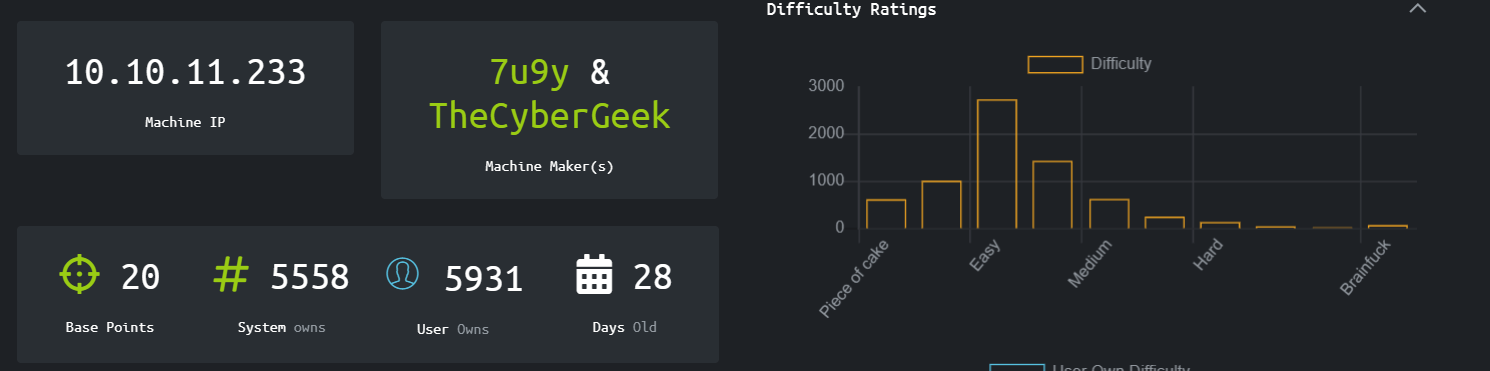 10.10.11.233
Machine IP
7u9y &
TheCyberGeek
Machine Maker(s)
20
Base Points
5558
System owns
5931
User Owns
28
Days Old
Difficulty Ratings
Difficulty
3000
2000
1000
0
Piece of cake
Easy
Medium
Hard
Brainfuck
User Own Difficulty